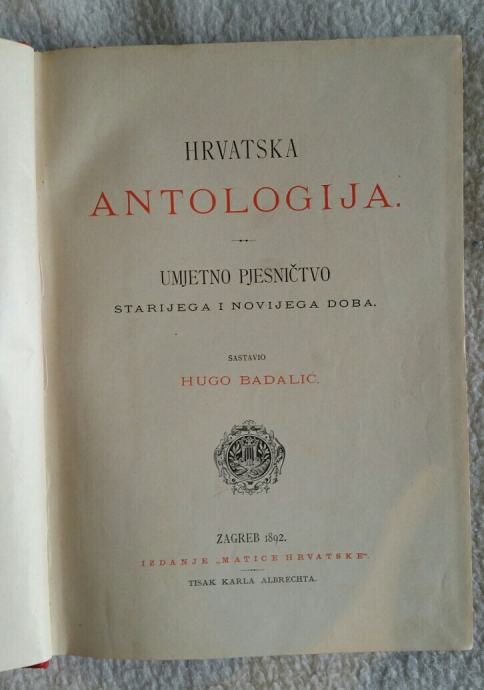 HRVATSKA
ANTOLOGIJA.
UMJETNO PJESNIČTVO
STARIJEGA I NOVIJEGA DOBA.
SASTAVIO
HUGO BADALIĆ.
ZAGREB 1892.
IZDANJE „MATICE HRVATSKE“.
TISAK KARLA ALBRECHTA.